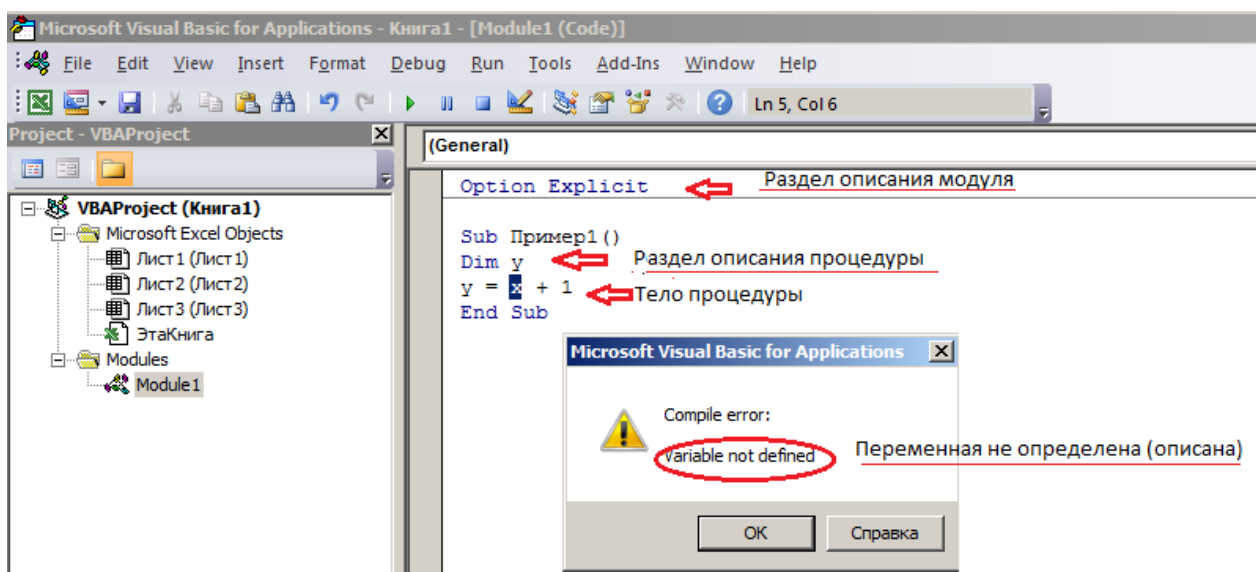 Microsoft Visual Basic for Applications - Книга1 - [Module1 (Code)]
File Edit View Insert Format Debug Run Tools Add-Ins Window Help
Ln 5, Col 6
Project - VBAProject
VBAProject (Книга1)
Microsoft Excel Objects
Лист1 (Лист1)
Лист2 (Лист2)
Лист3 (Лист3)
ЭтаКнига
Modules
Module1
(General)
Option Explicit
Раздел описания модуля
Sub Пример1()
Dim y
Раздел описания процедуры
y = x + 1
Тело процедуры
End Sub
Microsoft Visual Basic for Applications
Compile error:
Variable not defined
Переменная не определена (описана)
OK
Справка